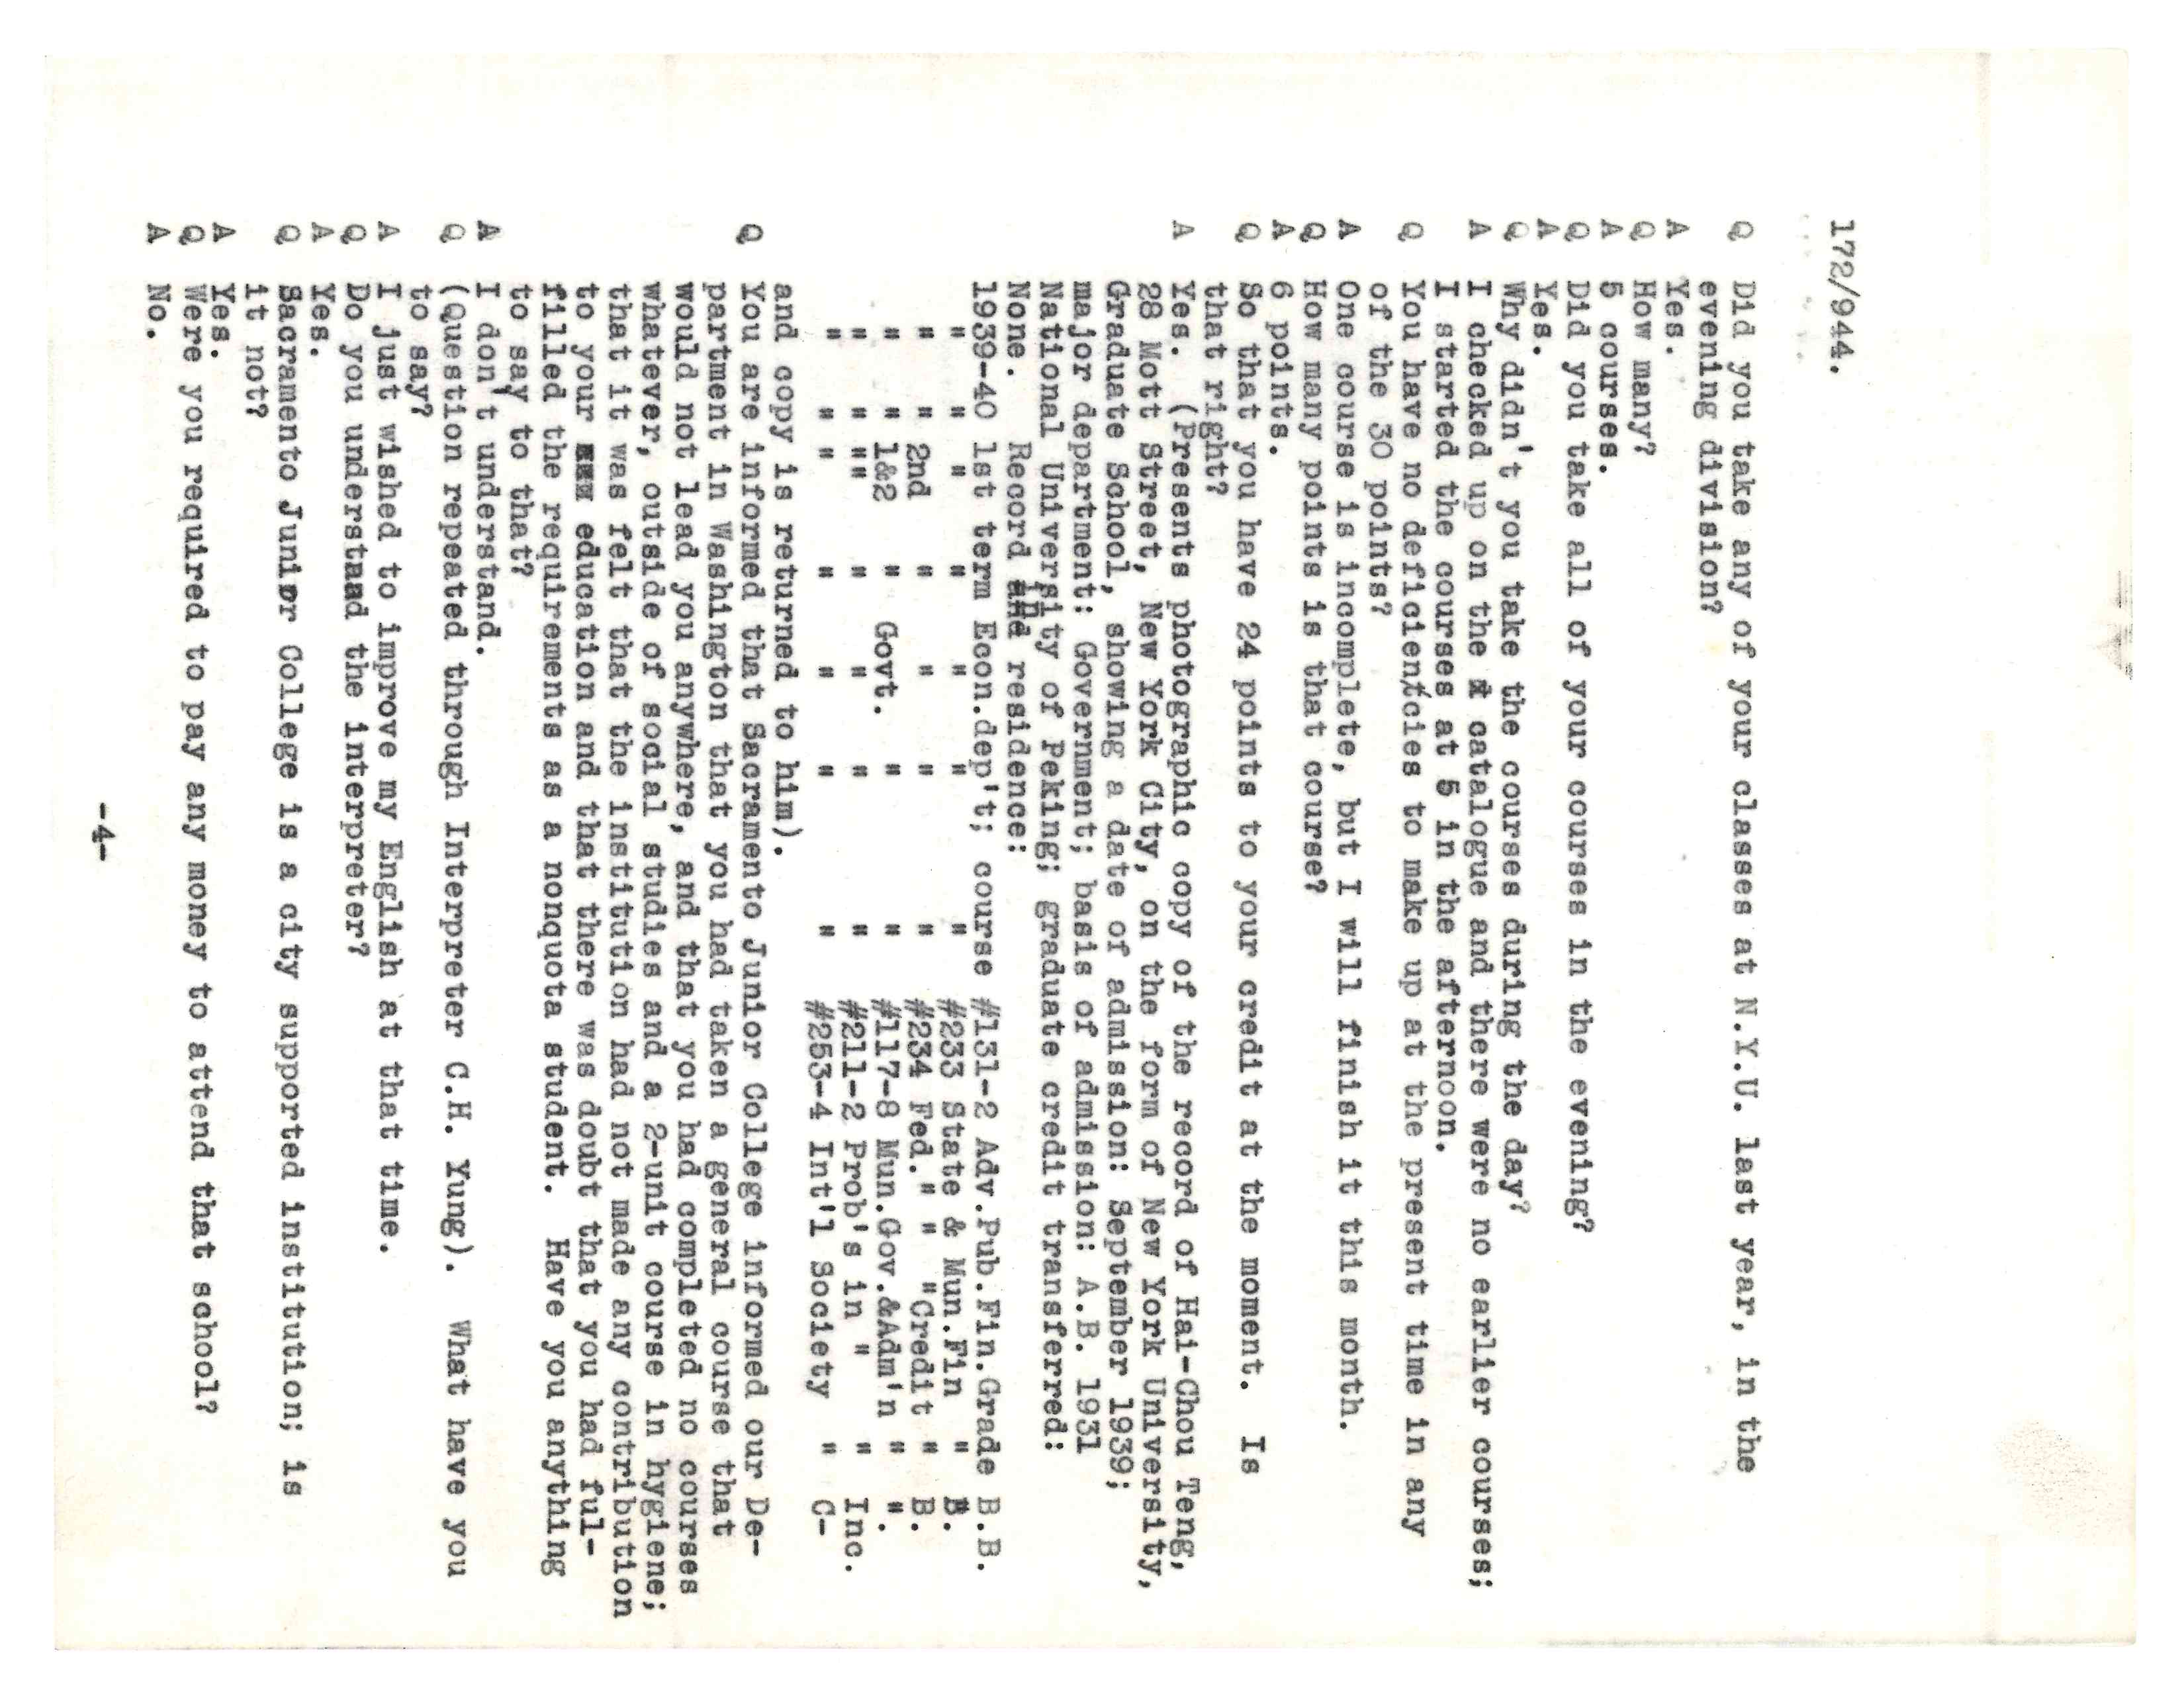 172/944.
Q Did you take any of your classes at N.Y.U. last year, in the
evening division?
A Yes.
Q How many?
A 5 courses.
Q Did you take all of your courses in the evening?
A Yes.
Q Why didn't you take the courses during the day?
A I checked up on the catalogue and there were no earlier courses;
I started the courses at 5 in the afternoon.
Q You have no deficiencies to make up at the present time in any
of the 30 points?
A One course is incomplete, but I will finish it this month.
Q How many points is that course?
A 6 points.
Q So that you have 24 points to your credit at the moment. Is
that right?
A Yes. (Presents photographic copy of the record of Hai-Chou Teng,
28 Mott Street, New York City, on the form of New York University,
Graduate School, showing a date of admission: September 1939;
major department: Government; basis of admission: A.B. 1931
National University of Peking; graduate credit transferred:
None. Record in residence:
1939-40 1st term Econ.dep't; course #131-2 Adv.Pub.Fin.Grade B.B.
" " " " " " " #233 State & Mun.Fin " B.
" " 2nd " " " " #234 Fed." " "Credit " B.
" " 1&2 " Govt. " " #117-8 Mun.Gov.&Adm'n " ".
" " "" " " " " #211-2 Prob's in " " Inc.
" " " " " " " #253-4 Int'l Society " C-
and copy is returned to him).
Q You are informed that Sacramento Junior College informed our De-
partment in Washington that you had taken a general course that
would not lead you anywhere, and that you had completed no courses
whatever, outside of social studies and a 2-unit course in hygiene;
that it was felt that the institution had not made any contribution
to your education and that there was doubt that you had ful-
filled the requirements as a nonquota student. Have you anything
to say to that?
A I don't understand.
Q (Question repeated through Interpreter C.H. Yung). What have you
to say?
A I just wished to improve my English at that time.
Q Do you understaad the interpreter?
A Yes.
Q Sacramento Junior College is a city supported institution; is
it not?
A Yes.
Q Were you required to pay any money to attend that school?
A No.
-4-